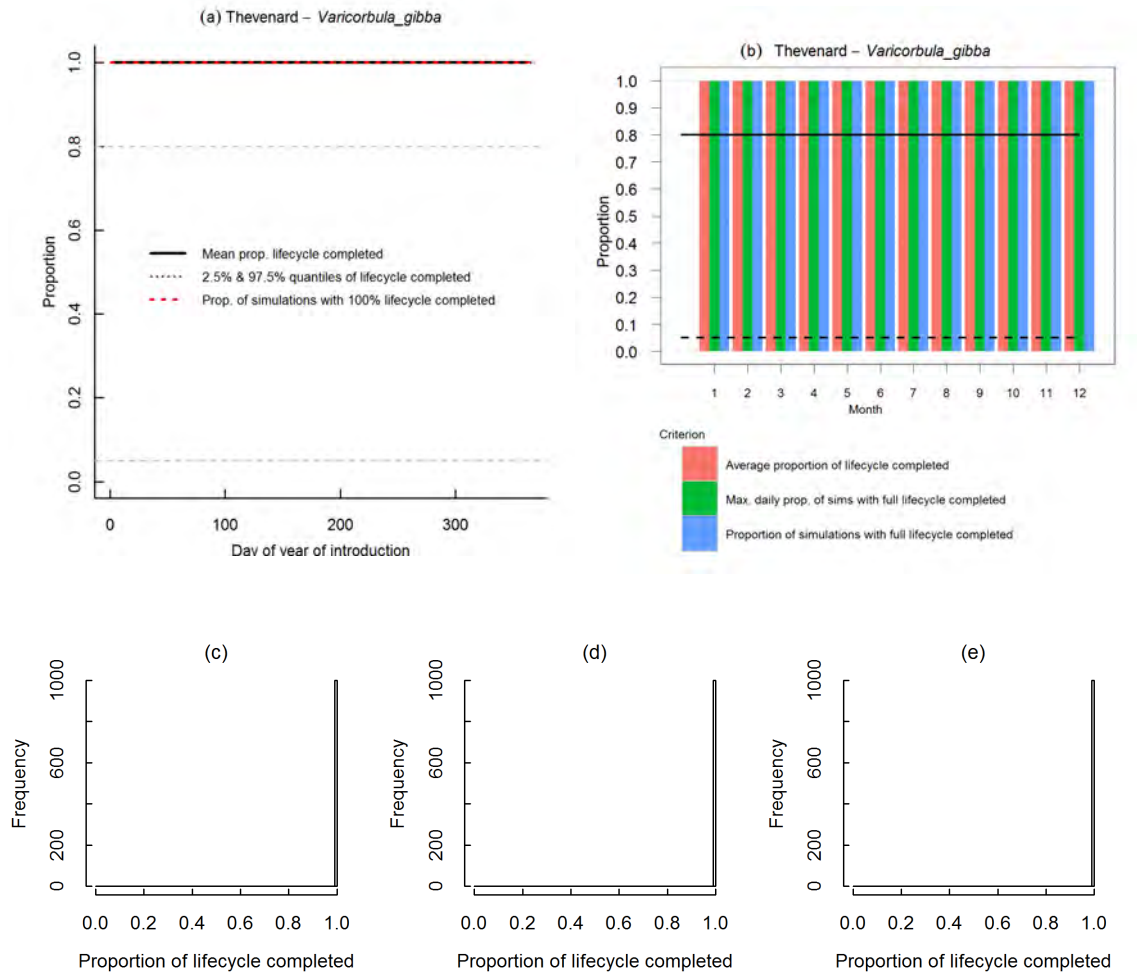 (a) Thevenard – Varicorbula_gibba
1.0
0.8
0.6
0.4
0.2
0.0
Proportion
Mean prop. lifecycle completed
2.5% & 97.5% quantiles of lifecycle completed
Prop. of simulations with 100% lifecycle completed
0 100 200 300
Day of year of introduction
(b) Thevenard – Varicorbula_gibba
1.0
0.9
0.8
0.7
0.6
0.5
0.4
0.3
0.2
0.1
0.0
Proportion
1 2 3 4 5 6 7 8 9 10 11 12
Month
Criterion
Average proportion of lifecycle completed
Max. daily prop. of sims with full lifecycle completed
Proportion of simulations with full lifecycle completed
(c)
1000
600
200
0
Frequency
0.0 0.2 0.4 0.6 0.8 1.0
Proportion of lifecycle completed
(d)
1000
600
200
0
Frequency
0.0 0.2 0.4 0.6 0.8 1.0
Proportion of lifecycle completed
(e)
1000
600
200
0
Frequency
0.0 0.2 0.4 0.6 0.8 1.0
Proportion of lifecycle completed